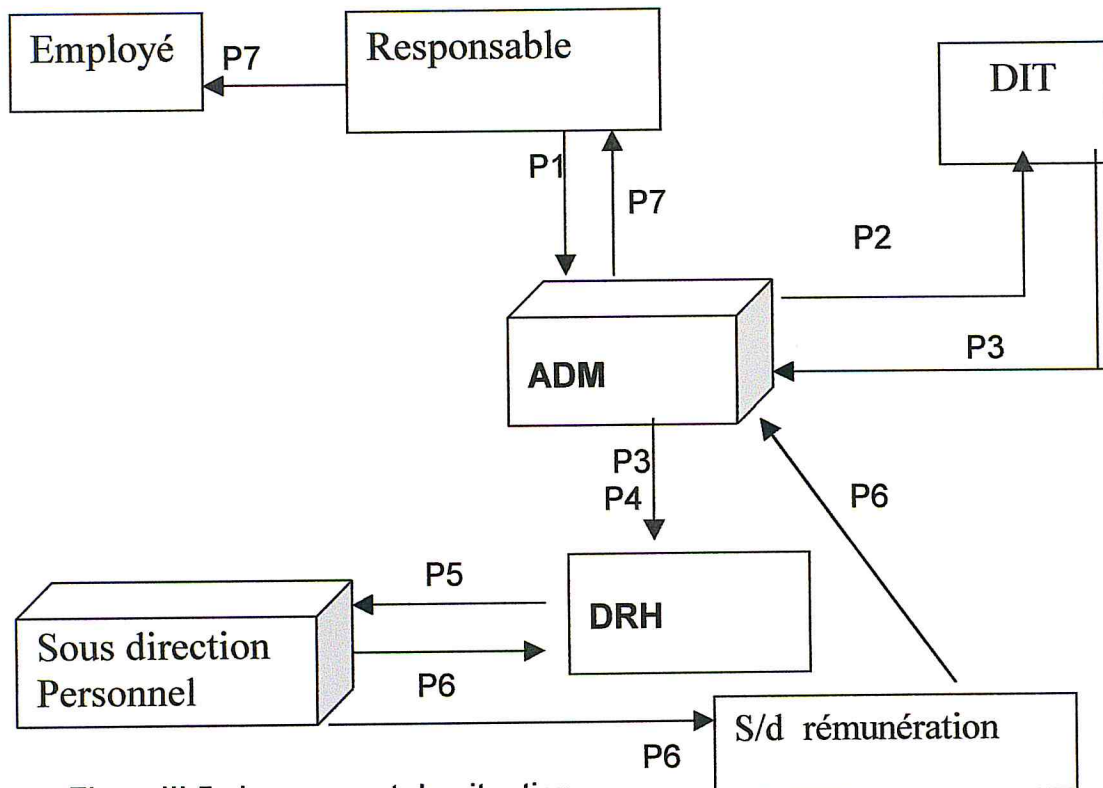 Employé
P7
Responsable
DIT
P1
P7
P2
ADM
P3
P3
P4
P6
P5
DRH
Sous direction
Personnel
P6
S/d rémunération
P6